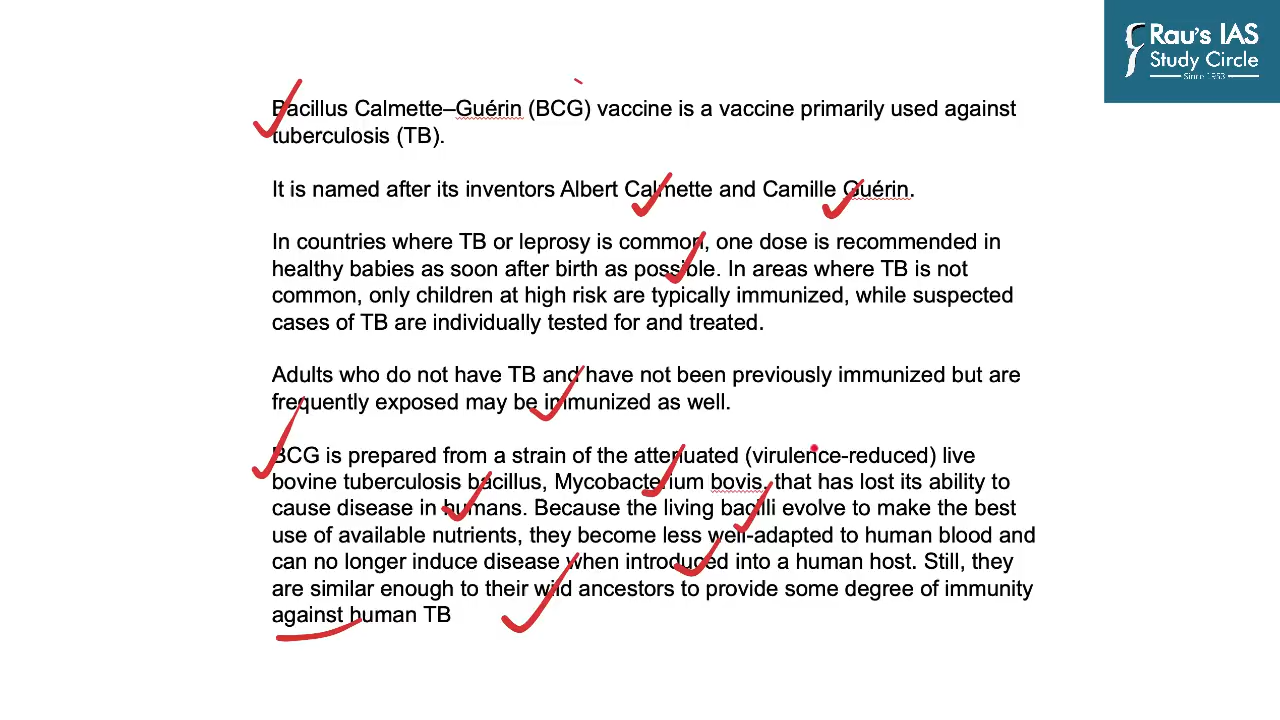 Rau's IAS
Study Circle
Since 1953
Bacillus Calmette–Guérin (BCG) vaccine is a vaccine primarily used against
tuberculosis (TB).
It is named after its inventors Albert Calmette and Camille Guérin.
In countries where TB or leprosy is common, one dose is recommended in
healthy babies as soon after birth as possible. In areas where TB is not
common, only children at high risk are typically immunized, while suspected
cases of TB are individually tested for and treated.
Adults who do not have TB and have not been previously immunized but are
frequently exposed may be immunized as well.
BCG is prepared from a strain of the attenuated (virulence-reduced) live
bovine tuberculosis bacillus, Mycobacterium bovis, that has lost its ability to
cause disease in humans. Because the living bacilli evolve to make the best
use of available nutrients, they become less well-adapted to human blood and
can no longer induce disease when introduced into a human host. Still, they
are similar enough to their wild ancestors to provide some degree of immunity
against human TB